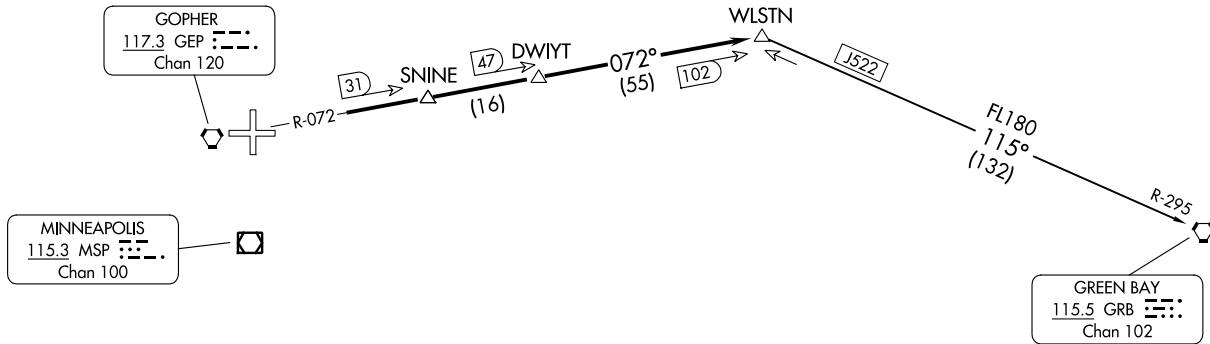 GOPHER
117.3 GEP
Chan 120
R-072
31
SNINE
(16)
47
DWIYT
072°
(55)
102
WLSTN
J522
FL180
115°
(132)
R-295
MINNEAPOLIS
115.3 MSP
Chan 100
GREEN BAY
115.5 GRB
Chan 102